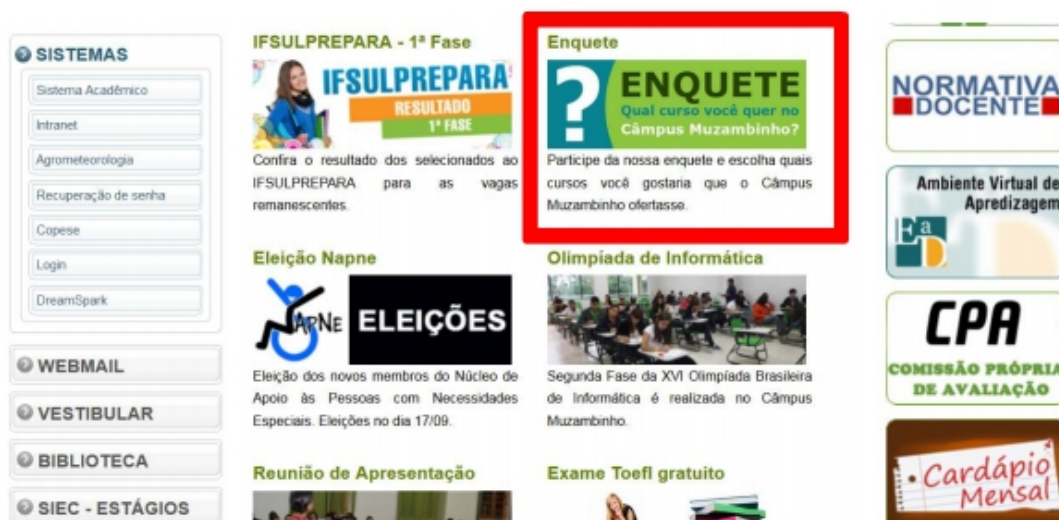 SISTEMAS
Sistema Acadêmico
Intranet
Agrometeorologia
Recuperação de senha
Copese
Login
DreamSpark
WEBMAIL
VESTIBULAR
BIBLIOTECA
SIEC - ESTÁGIOS
IFSULPREPARA - 1ª Fase
IFSULPREPARA
RESULTADO
1ª FASE
Confira o resultado dos selecionados ao
IFSULPREPARA para as vagas
remanescentes.
Enquete
? ENQUETE
Qual curso você quer no
Câmpus Muzambinho?
Participe da nossa enquete e escolha quais
cursos você gostaria que o Câmpus
Muzambinho ofertasse.
Eleição Napne
NAPNE ELEIÇÕES
Eleição dos novos membros do Núcleo de
Apoio às Pessoas com Necessidades
Especiais. Eleições no dia 17/09.
Olimpíada de Informática
Segunda Fase da XVI Olimpíada Brasileira
de Informática é realizada no Câmpus
Muzambinho.
Reunião de Apresentação
Exame Toefl gratuito
NORMATIVA
DOCENTE
Ambiente Virtual de
Apredizagem
EaD
CPA
COMISSÃO PRÓPRIA
DE AVALIAÇÃO
Cardápio
Mensal